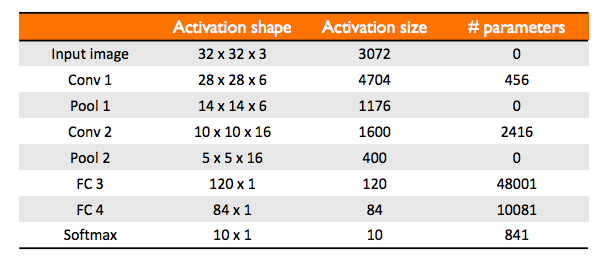 Activation shape Activation size # parameters
Input image 32 x 32 x 3 3072 0
Conv 1 28 x 28 x 6 4704 456
Pool 1 14 x 14 x 6 1176 0
Conv 2 10 x 10 x 16 1600 2416
Pool 2 5 x 5 x 16 400 0
FC 3 120 x 1 120 48001
FC 4 84 x 1 84 10081
Softmax 10 x 1 10 841